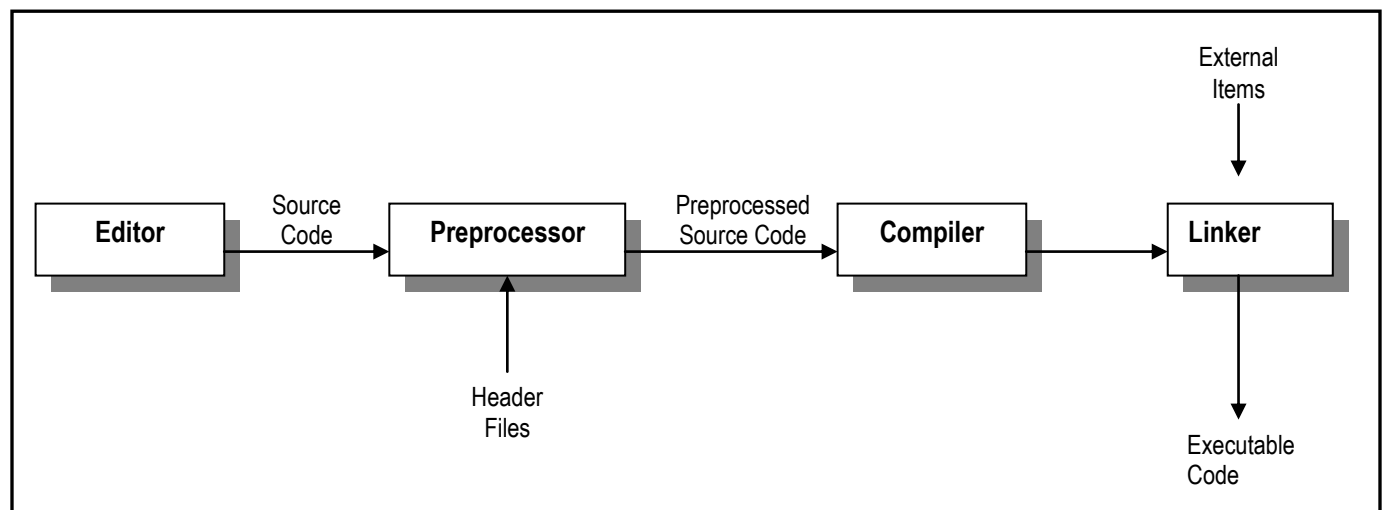 External
Items
Editor
Source
Code
Preprocessor
Preprocessed
Source Code
Compiler
Linker
Header
Files
Executable
Code